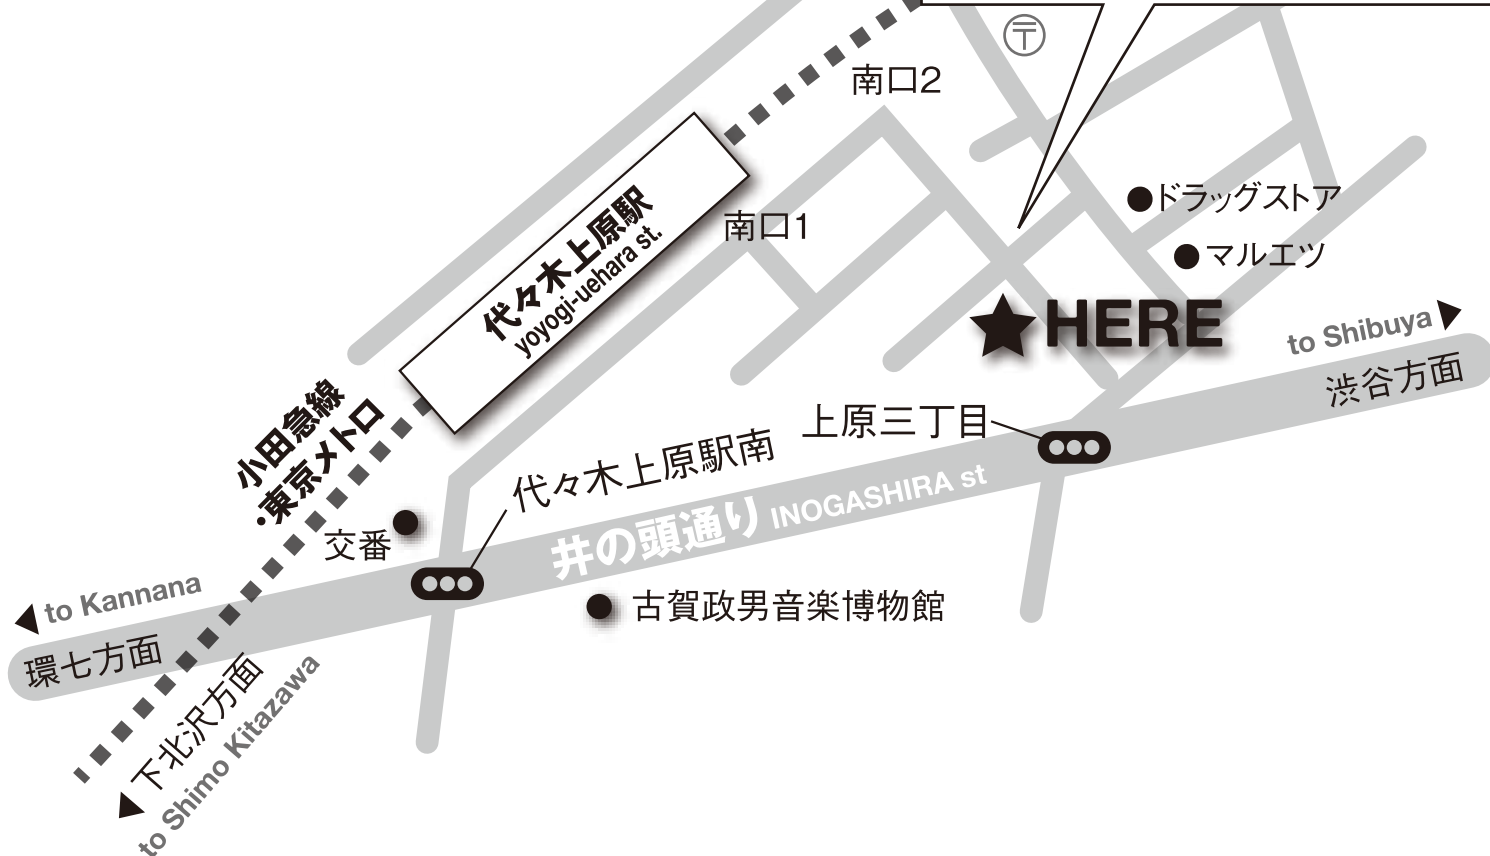 〒
南口2
代々木上原駅
yoyogi-uehara st.
南口1
ドラッグストア
マルエツ
HERE
to Shibuya
渋谷方面
小田急線
・東京メトロ
上原三丁目
代々木上原駅南
井の頭通り INOGASHIRA st
交番
古賀政男音楽博物館
to Kannana
環七方面
下北沢方面
to Shimo Kitazawa